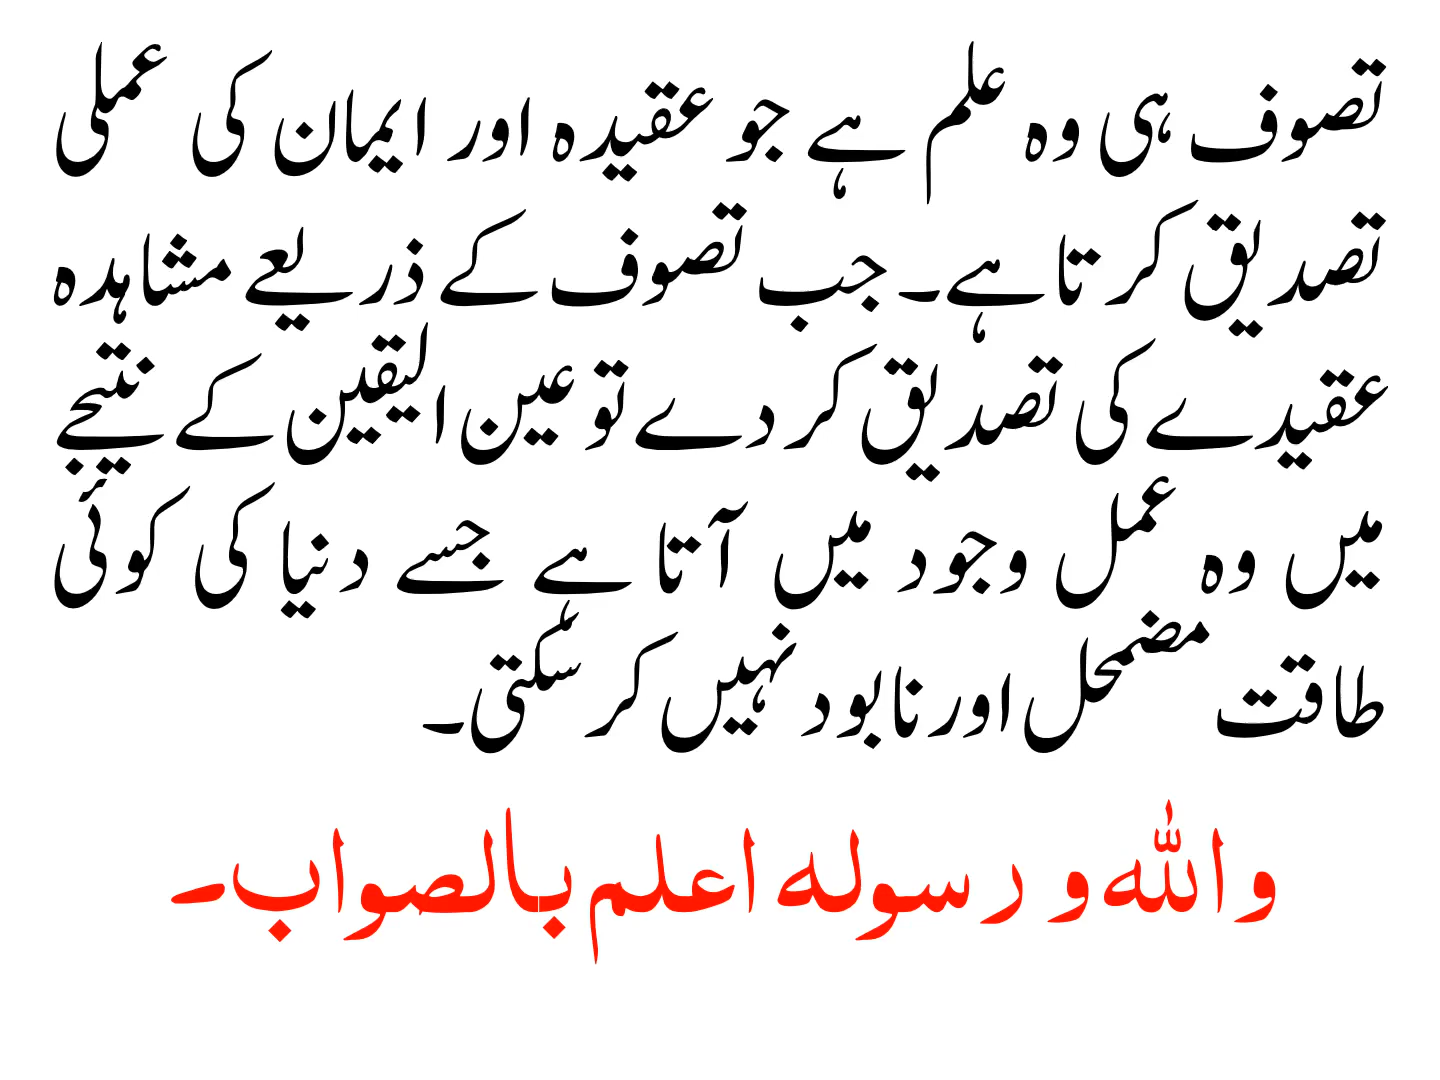 تصوف ہی وہ علم ہے جو عقیدہ اور ایمان کی عملی
تصدیق کرتا ہے۔ جب تصوف کے ذریعے مشاہدہ
عقیدے کی تصدیق کر دے تو عین الیقین کے نتیجے
میں وہ عمل وجود میں آتا ہے جسے دنیا کی کوئی
طاقت مضمحل اور نابود نہیں کر سکتی۔
واللہ و رسولہ اعلم بالصواب۔